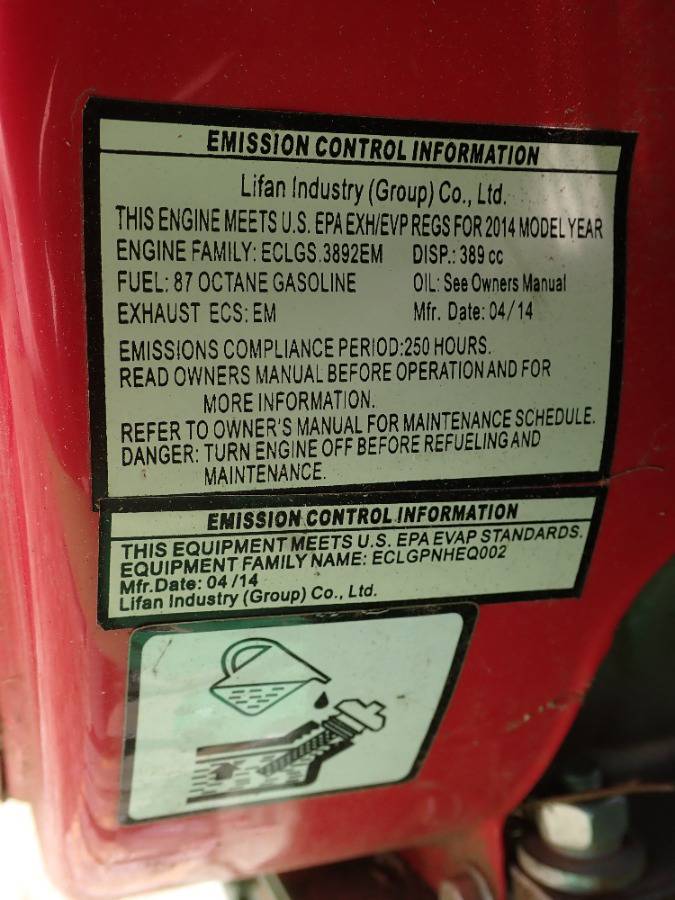 EMISSION CONTROL INFORMATION
Lifan Industry (Group) Co., Ltd.
THIS ENGINE MEETS U.S. EPA EXH/EVP REGS FOR 2014 MODEL YEAR
ENGINE FAMILY: ECLGS.3892EM DISP.: 389 cc
FUEL: 87 OCTANE GASOLINE OIL: See Owners Manual
EXHAUST ECS: EM Mfr. Date: 04/14
EMISSIONS COMPLIANCE PERIOD:250 HOURS.
READ OWNERS MANUAL BEFORE OPERATION AND FOR
MORE INFORMATION.
REFER TO OWNER'S MANUAL FOR MAINTENANCE SCHEDULE.
DANGER: TURN ENGINE OFF BEFORE REFUELING AND
MAINTENANCE.
EMISSION CONTROL INFORMATION
THIS EQUIPMENT MEETS U.S. EPA EVAP STANDARDS.
EQUIPMENT FAMILY NAME: ECLGPNHEQ002
Mfr.Date: 04/14
Lifan Industry (Group) Co., Ltd.